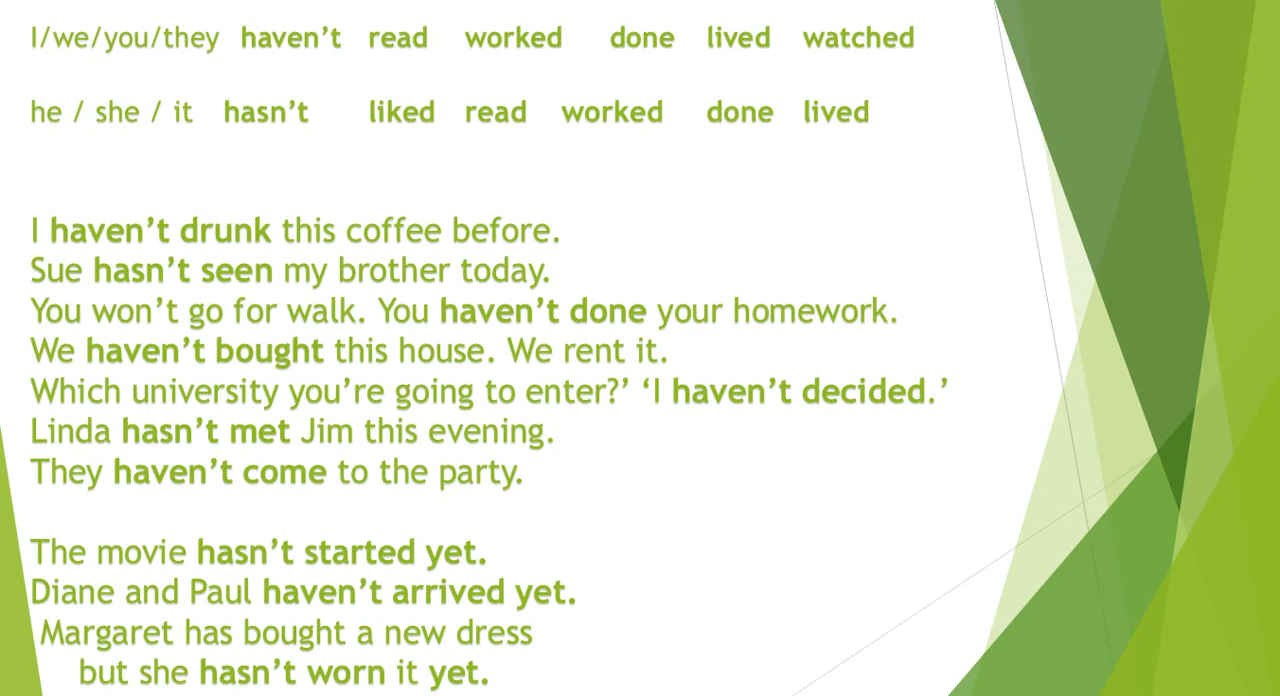 I/we/you/they haven’t read worked done lived watched
he / she / it hasn’t liked read worked done lived
I haven’t drunk this coffee before.
Sue hasn’t seen my brother today.
You won’t go for walk. You haven’t done your homework.
We haven’t bought this house. We rent it.
Which university you’re going to enter?’ ‘I haven’t decided.’
Linda hasn’t met Jim this evening.
They haven’t come to the party.
The movie hasn’t started yet.
Diane and Paul haven’t arrived yet.
Margaret has bought a new dress
but she hasn’t worn it yet.